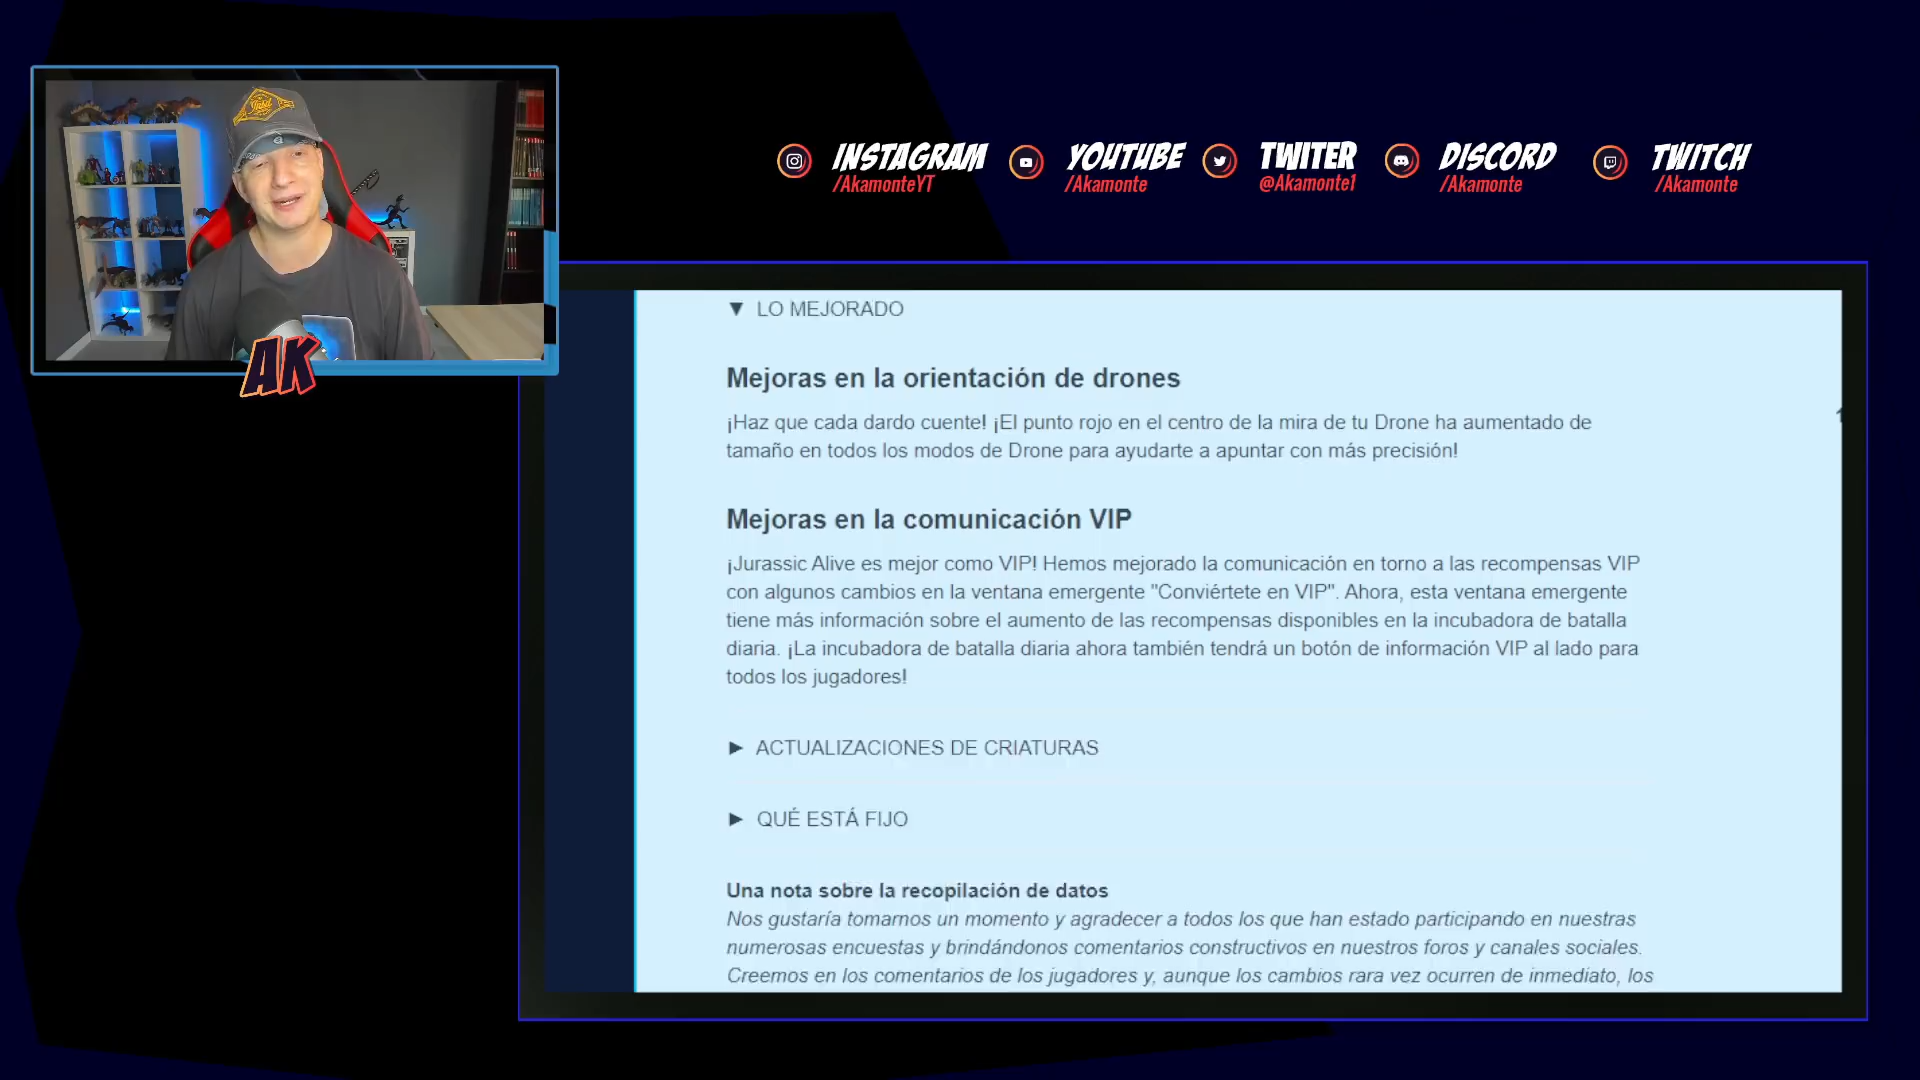 INSTAGRAM
/AkamonteYT
YOUTUBE
/Akamonte
TWITER
@Akamonte1
DISCORD
/Akamonte
TWITCH
/Akamonte
AK
▼ LO MEJORADO
Mejoras en la orientación de drones
¡Haz que cada dardo cuente! ¡El punto rojo en el centro de la mira de tu Drone ha aumentado de
tamaño en todos los modos de Drone para ayudarte a apuntar con más precisión!
Mejoras en la comunicación VIP
¡Jurassic Alive es mejor como VIP! Hemos mejorado la comunicación en torno a las recompensas VIP
con algunos cambios en la ventana emergente "Conviértete en VIP". Ahora, esta ventana emergente
tiene más información sobre el aumento de las recompensas disponibles en la incubadora de batalla
diaria. ¡La incubadora de batalla diaria ahora también tendrá un botón de información VIP al lado para
todos los jugadores!
► ACTUALIZACIONES DE CRIATURAS
► QUÉ ESTÁ FIJO
Una nota sobre la recopilación de datos
Nos gustaría tomarnos un momento y agradecer a todos los que han estado participando en nuestras
numerosas encuestas y brindándonos comentarios constructivos en nuestros foros y canales sociales.
Creemos en los comentarios de los jugadores y, aunque los cambios rara vez ocurren de inmediato, los